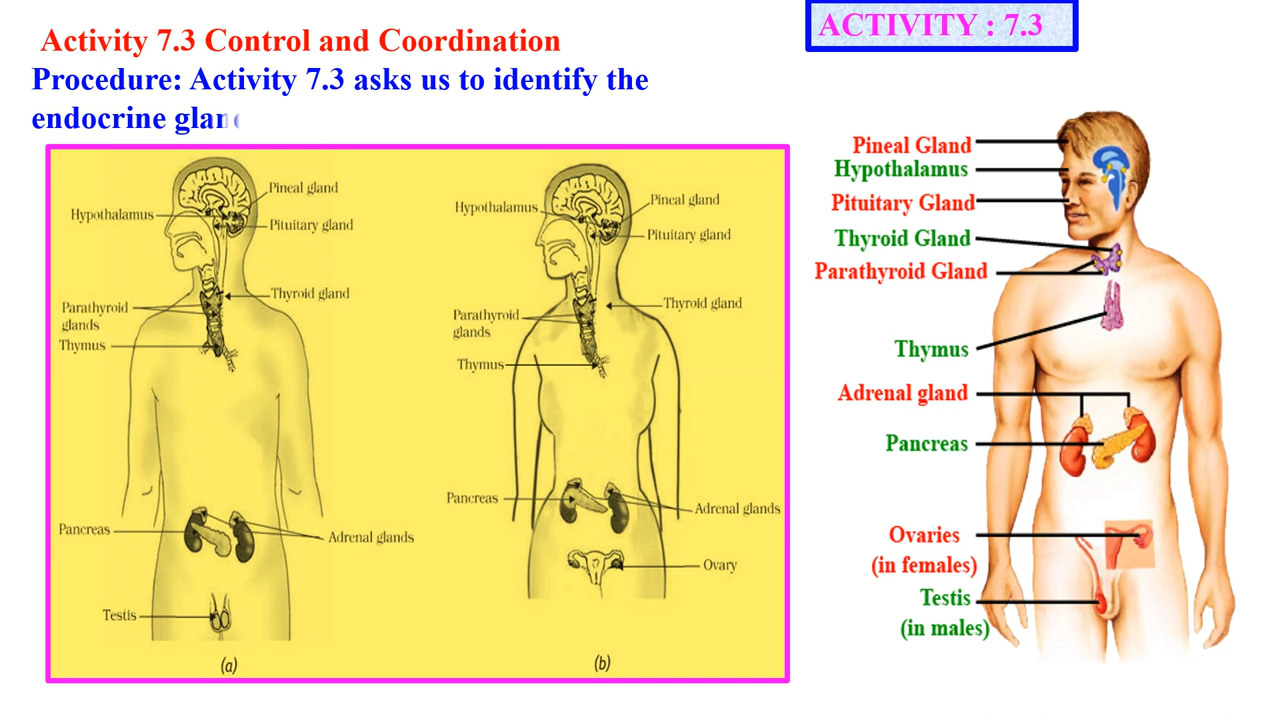 Activity 7.3 Control and Coordination
Procedure: Activity 7.3 asks us to identify the
endocrine
ACTIVITY : 7.3
Pineal gland
Hypothalamus
Pituitary gland
Thyroid gland
Parathyroid
glands
Thymus
Pancreas
Adrenal glands
Testis
(a)
Pineal gland
Hypothalamus
Pituitary gland
Thyroid gland
Parathyroid
glands
Thymus
Pancreas
Adrenal glands
Ovary
(b)
Pineal Gland
Hypothalamus
Pituitary Gland
Thyroid Gland
Parathyroid Gland
Thymus
Adrenal gland
Pancreas
Ovaries
(in females)
Testis
(in males)